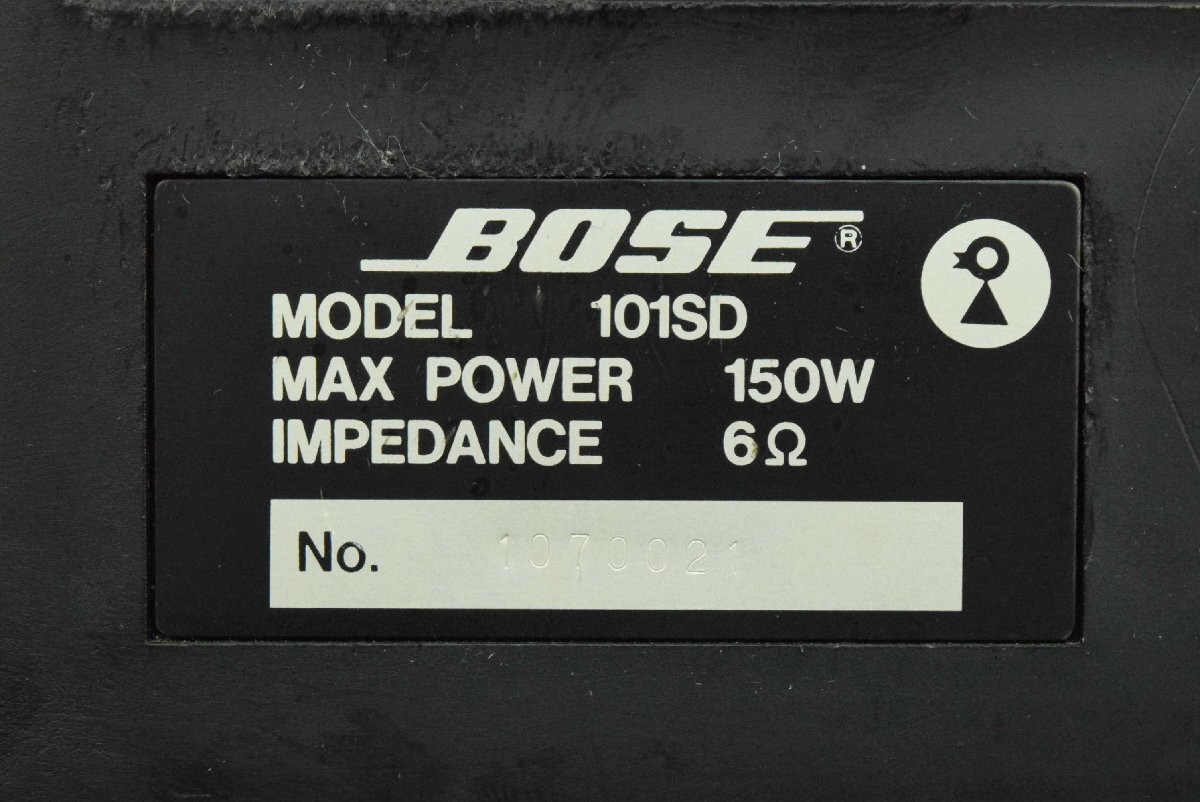 BOSE®
MODEL 101SD
MAX POWER 150W
IMPEDANCE 6Ω
No. 1070021